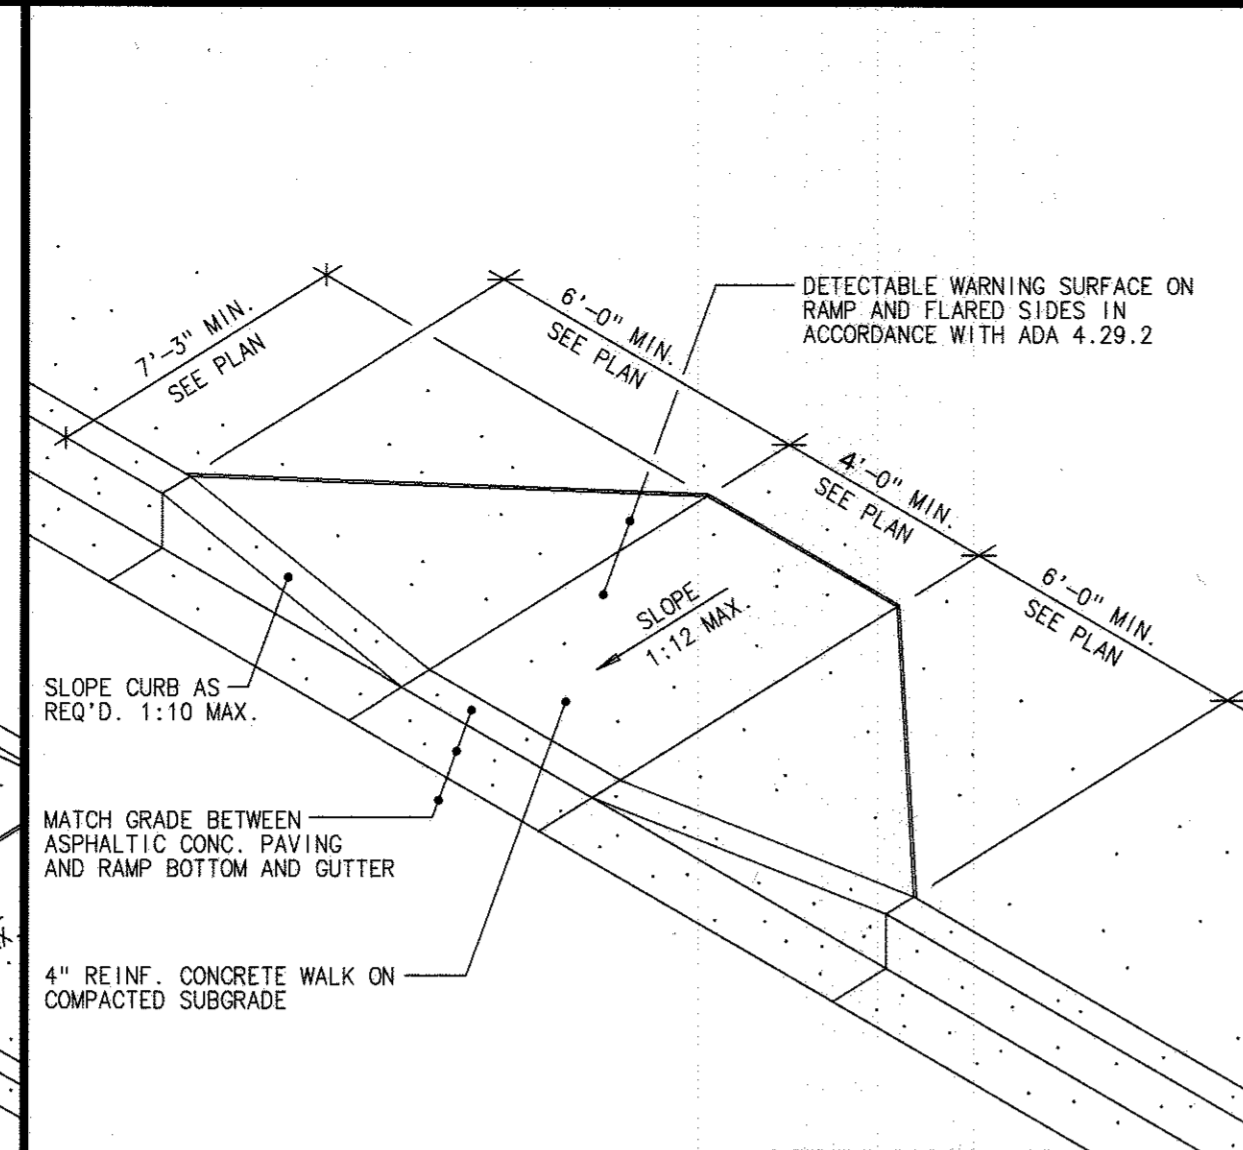 7'-3" MIN.
SEE PLAN
6'-0" MIN.
SEE PLAN
DETECTABLE WARNING SURFACE ON
RAMP AND FLARED SIDES IN
ACCORDANCE WITH ADA 4.29.2
4'-0" MIN.
SEE PLAN
6'-0" MIN.
SEE PLAN
SLOPE
1:12 MAX.
SLOPE CURB AS
REQ'D. 1:10 MAX.
MATCH GRADE BETWEEN
ASPHALTIC CONC. PAVING
AND RAMP BOTTOM AND GUTTER
4" REINF. CONCRETE WALK ON
COMPACTED SUBGRADE